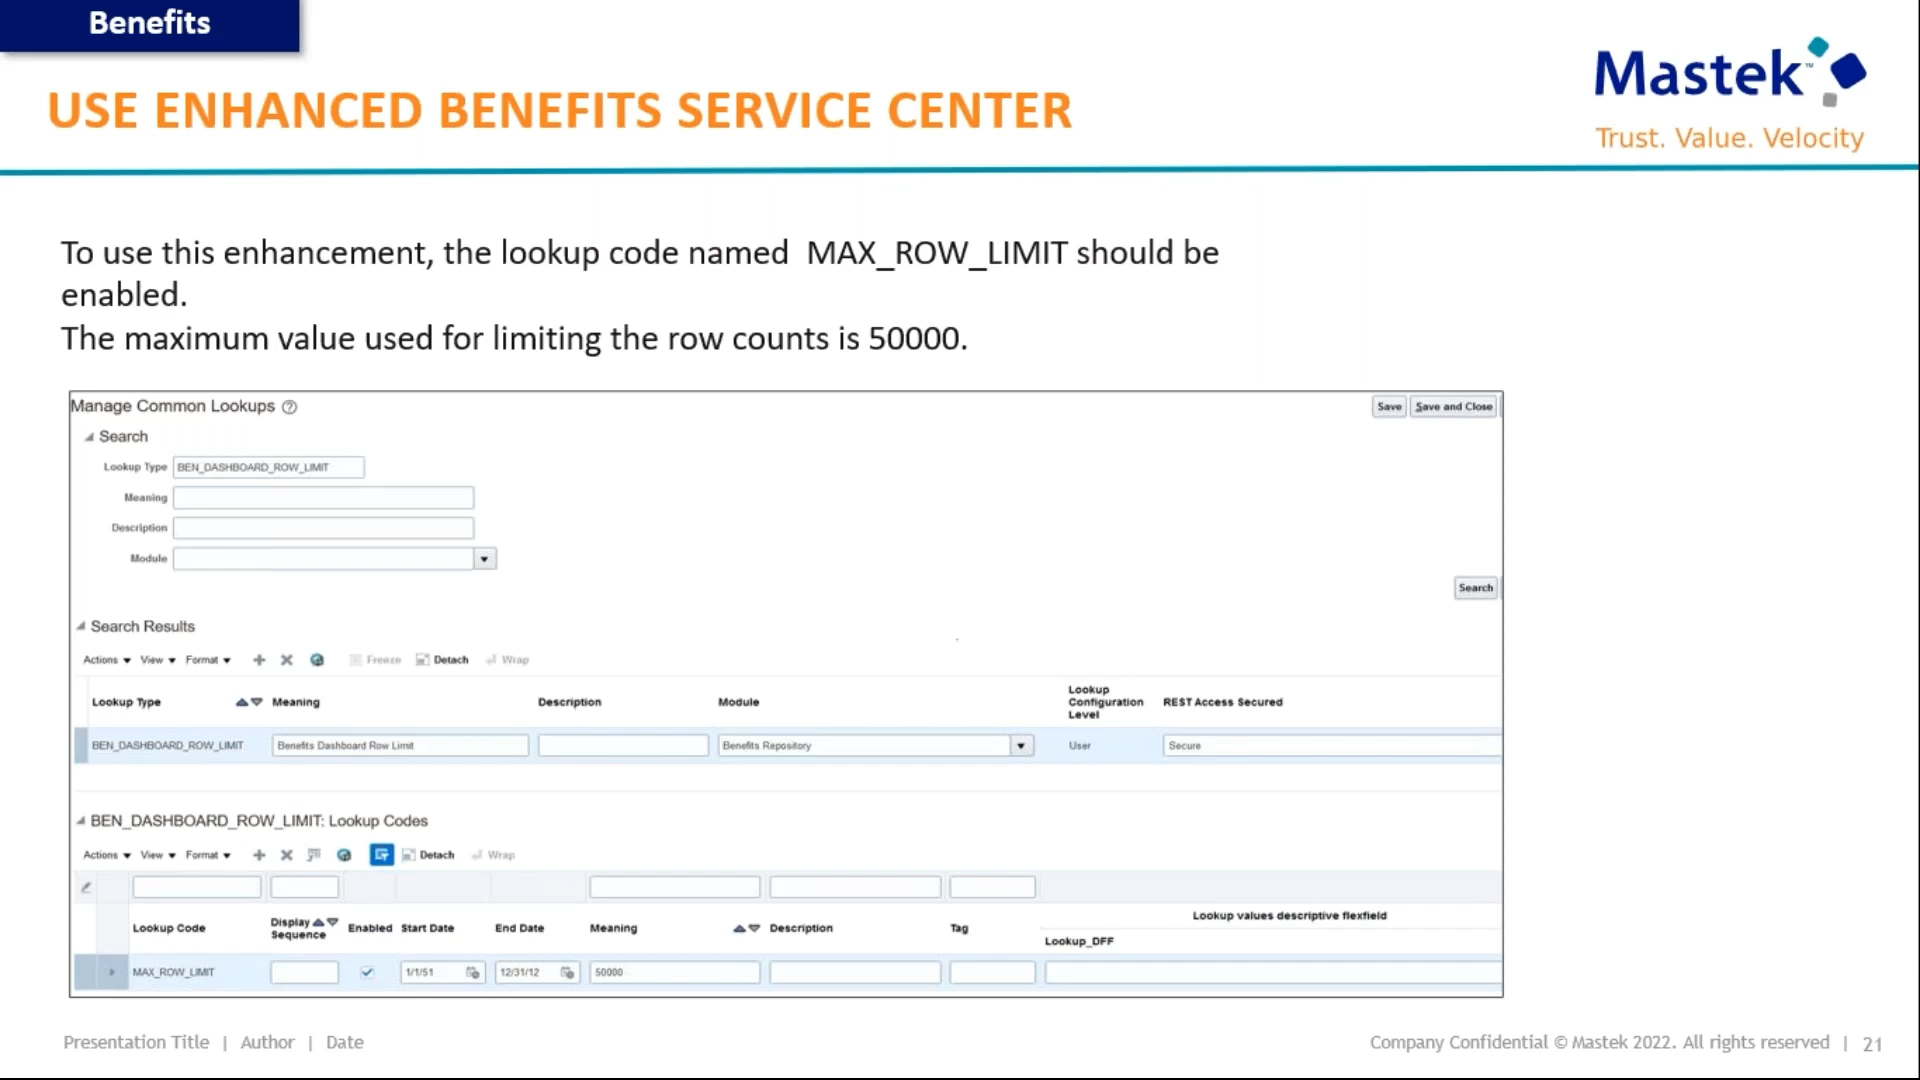 Benefits
USE ENHANCED BENEFITS SERVICE CENTER
Mastek™
Trust. Value. Velocity
To use this enhancement, the lookup code named MAX_ROW_LIMIT should be
enabled.
The maximum value used for limiting the row counts is 50000.
Manage Common Lookups
Save Save and Close
Search
Lookup Type BEN_DASHBOARD_ROW_LIMIT
Meaning
Description
Module
Search
Search Results
Actions View Format Freeze Detach Wrap
Lookup Type Meaning Description Module Lookup Configuration Level REST Access Secured
BEN_DASHBOARD_ROW_LIMIT Benefits Dashboard Row Limit Benefits Repository User Secure
BEN_DASHBOARD_ROW_LIMIT: Lookup Codes
Actions View Format Detach Wrap
Lookup values descriptive flexfield
Lookup Code Display Sequence Enabled Start Date End Date Meaning Description Tag
Lookup_DFF
MAX_ROW_LIMIT 1/1/51 12/31/12 50000
Presentation Title | Author | Date
Company Confidential © Mastek 2022. All rights reserved | 21